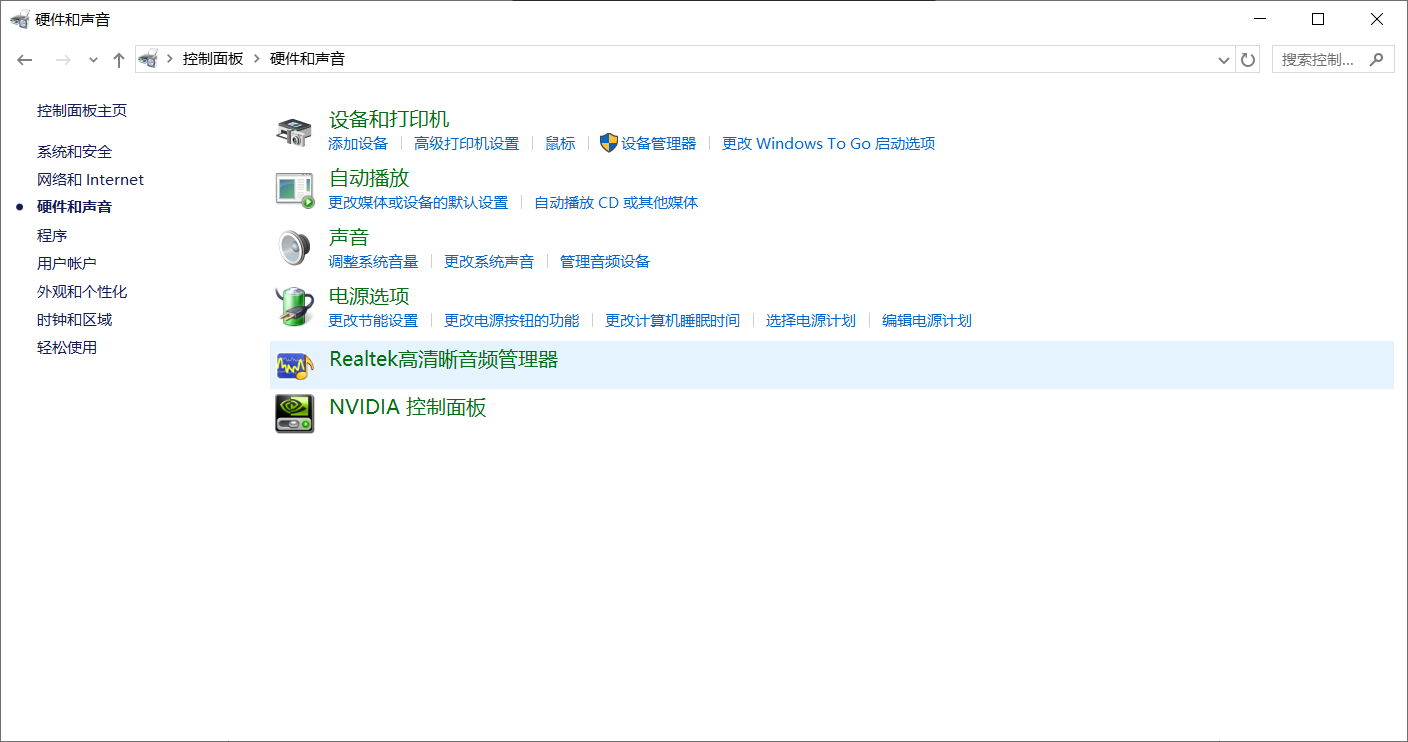 硬件和声音
控制面板 硬件和声音
搜索控制...
控制面板主页
系统和安全
网络和 Internet
硬件和声音
程序
用户帐户
外观和个性化
时钟和区域
轻松使用
设备和打印机
添加设备 高级打印机设置 鼠标 设备管理器 更改 Windows To Go 启动选项
自动播放
更改媒体或设备的默认设置 自动播放 CD 或其他媒体
声音
调整系统音量 更改系统声音 管理音频设备
电源选项
更改节能设置 更改电源按钮的功能 更改计算机睡眠时间 选择电源计划 编辑电源计划
Realtek高清晰音频管理器
NVIDIA 控制面板